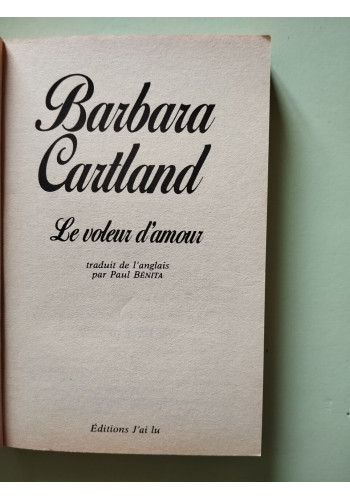 Barbara
Cartland
Le voleur d'amour
traduit de l'anglais
par Paul BENITA
Éditions J'ai lu